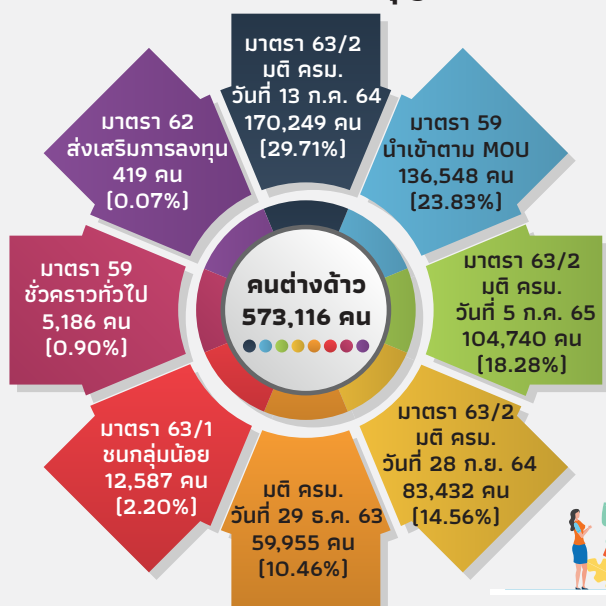 มาตรา 63/2
มติ ครม.
วันที่ 13 ก.ค. 64
170,249 คน
(29.71%)
มาตรา 59
นำเข้าตาม MOU
136,548 คน
(23.83%)
มาตรา 63/2
มติ ครม.
วันที่ 5 ก.ค. 65
104,740 คน
(18.28%)
มาตรา 63/2
มติ ครม.
วันที่ 28 ก.ย. 64
83,432 คน
(14.56%)
มติ ครม.
วันที่ 29 ธ.ค. 63
59,955 คน
(10.46%)
มาตรา 63/1
ชนกลุ่มน้อย
12,587 คน
(2.20%)
มาตรา 59
ชั่วคราวทั่วไป
5,186 คน
(0.90%)
มาตรา 62
ส่งเสริมการลงทุน
419 คน
(0.07%)
คนต่างด้าว
573,116 คน